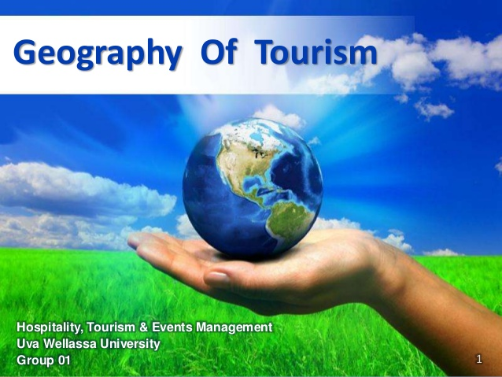 Geography Of Tourism
Hospitality, Tourism & Events Management
Uva Wellassa University
Group 01
1